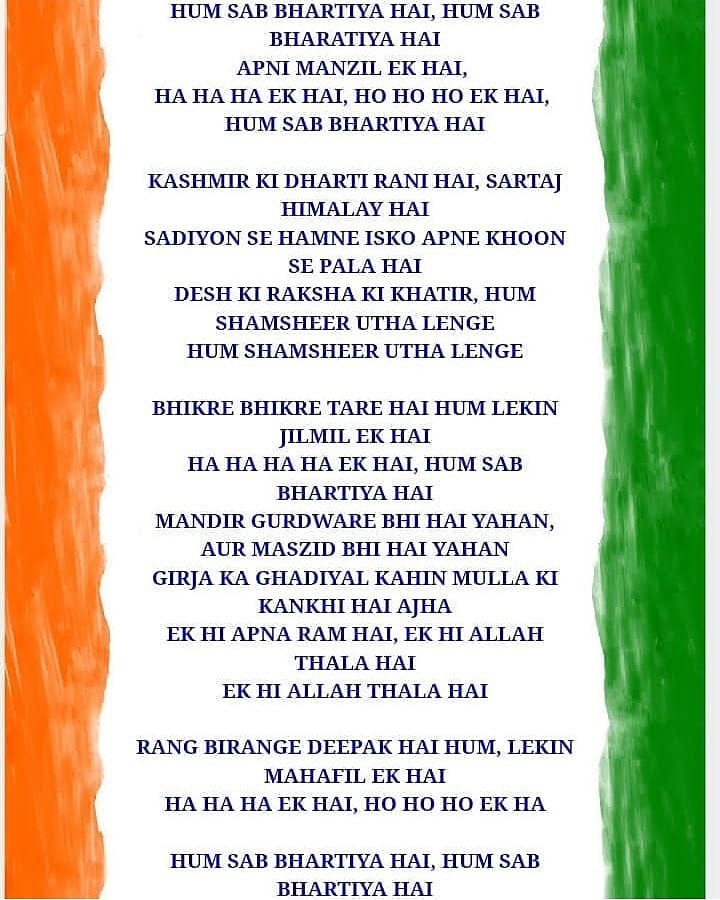 HUM SAB BHARTIYA HAI, HUM SAB
BHARATIYA HAI
APNI MANZIL EK HAI,
HA HA HA EK HAI, HO HO HO EK HAI,
HUM SAB BHARTIYA HAI
KASHMIR KI DHARTI RANI HAI, SARTAJ
HIMALAY HAI
SADIYON SE HAMNE ISKO APNE KHOON
SE PALA HAI
DESH KI RAKSHA KI KHATIR, HUM
SHAMSHEER UTHA LENGE
HUM SHAMSHEER UTHA LENGE
BHIKRE BHIKRE TARE HAI HUM LEKIN
JILMIL EK HAI
HA HA HA HA EK HAI, HUM SAB
BHARTIYA HAI
MANDIR GURDWARE BHI HAI YAHAN,
AUR MASZID BHI HAI YAHAN
GIRJA KA GHADIYAL KAHIN MULLA KI
KANKHI HAI AJHA
EK HI APNA RAM HAI, EK HI ALLAH
THALA HAI
EK HI ALLAH THALA HAI
RANG BIRANGE DEEPAK HAI HUM, LEKIN
MAHAFIL EK HAI
HA HA HA EK HAI, HO HO HO EK HA
HUM SAB BHARTIYA HAI, HUM SAB
BHARTIYA HAI